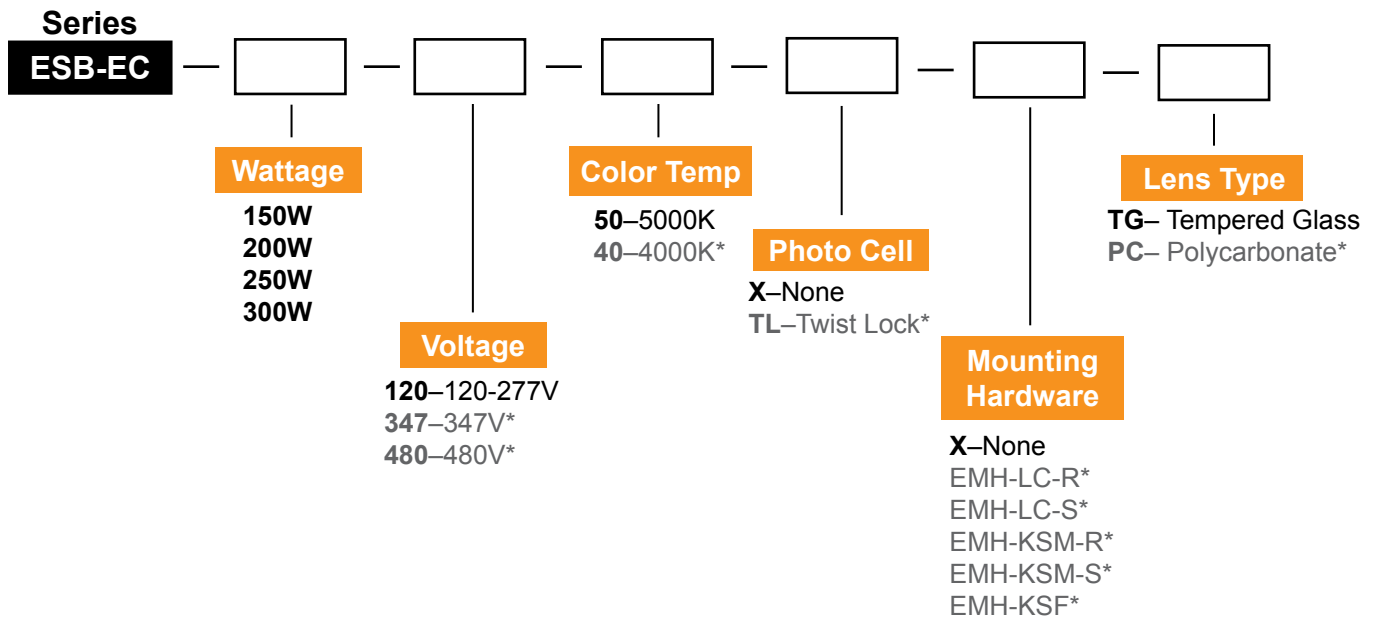 Series
ESB-EC
Wattage
150W
200W
250W
300W
Voltage
120–120-277V
347–347V*
480–480V*
Color Temp
50–5000K
40–4000K*
Photo Cell
X–None
TL–Twist Lock*
Mounting
Hardware
X–None
EMH-LC-R*
EMH-LC-S*
EMH-KSM-R*
EMH-KSM-S*
EMH-KSF*
Lens Type
TG– Tempered Glass
PC– Polycarbonate*